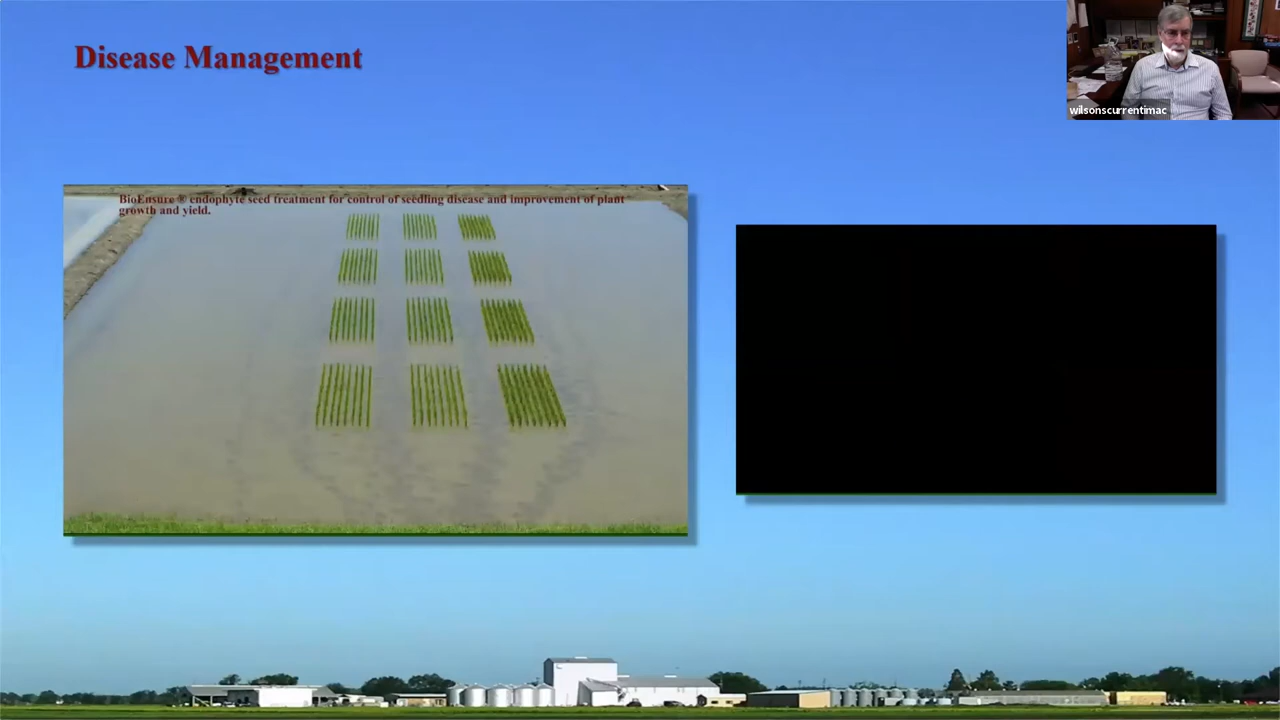 Disease Management
wilsonscurrentimac
BioEnsure ® endophyte seed treatment for control of seedling disease and improvement of plant
growth and yield.